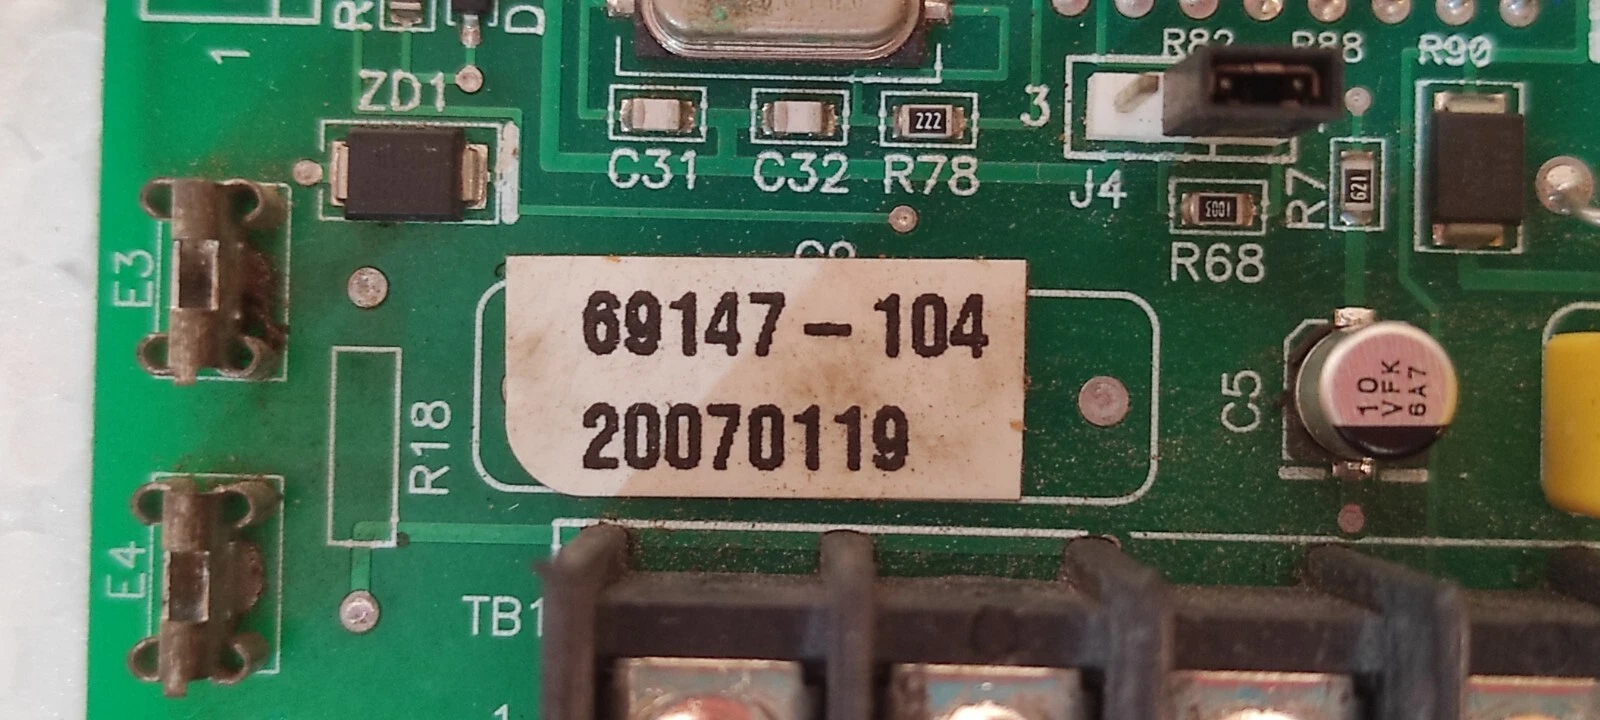 R
D
1
ZD1
R82
R88
R90
3
222
C31
C32
R78
J4
621
R7
1003
R68
E3
69147-104
20070119
10
VFK
6A7
C5
R18
E4
TB1
1